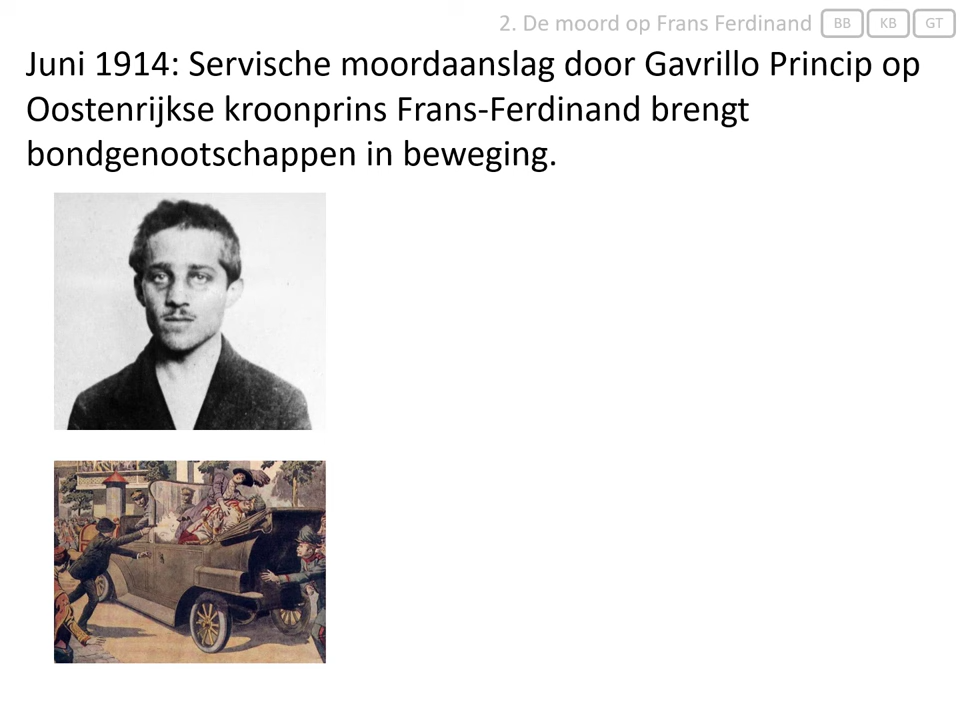 2. De moord op Frans Ferdinand BB KB GT
Juni 1914: Servische moordaanslag door Gavrillo Princip op
Oostenrijkse kroonprins Frans-Ferdinand brengt
bondgenootschappen in beweging.